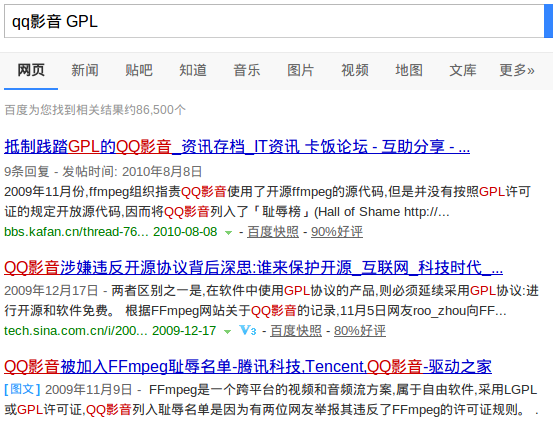 qq影音 GPL
网页 新闻 贴吧 知道 音乐 图片 视频 地图 文库 更多»
百度为您找到相关结果约86,500个
抵制践踏GPL的QQ影音_资讯存档_IT资讯 卡饭论坛 - 互助分享 - ...
9条回复 - 发帖时间: 2010年8月8日
2009年11月份,ffmpeg组织指责QQ影音使用了开源ffmpeg的源代码,但是并没有按照GPL许可
证的规定开放源代码,因而将QQ影音列入了「耻辱榜」(Hall of Shame http://...
bbs.kafan.cn/thread-76... 2010-08-08 - 百度快照 - 90%好评
QQ影音涉嫌违反开源协议背后深思:谁来保护开源_互联网_科技时代_...
2009年12月17日 - 两者区别之一是,在软件中使用GPL协议的产品,则必须延续采用GPL协议:进
行开源和软件免费。 根据FFmpeg网站关于QQ影音的记录,11月5日网友roo_zhou向FF...
tech.sina.com.cn/i/200... 2009-12-17 V3 - 百度快照 - 80%好评
QQ影音被加入FFmpeg耻辱名单-腾讯科技,Tencent,QQ影音-驱动之家
[图文] 2009年11月9日 - FFmpeg是一个跨平台的视频和音频流方案,属于自由软件,采用LGPL
或GPL许可证,QQ影音列入耻辱名单是因为有两位网友举报其违反了FFmpeg的许可证规则。 .